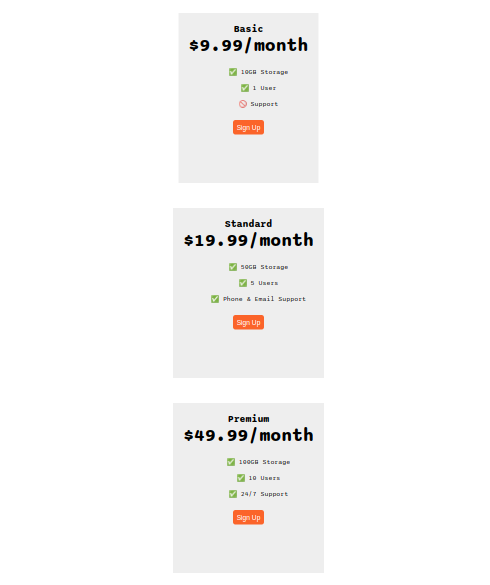 Basic
$9.99/month
✅ 10GB Storage
✅ 1 User
🚫 Support
Sign Up
Standard
$19.99/month
✅ 50GB Storage
✅ 5 Users
✅ Phone & Email Support
Sign Up
Premium
$49.99/month
✅ 100GB Storage
✅ 10 Users
✅ 24/7 Support
Sign Up